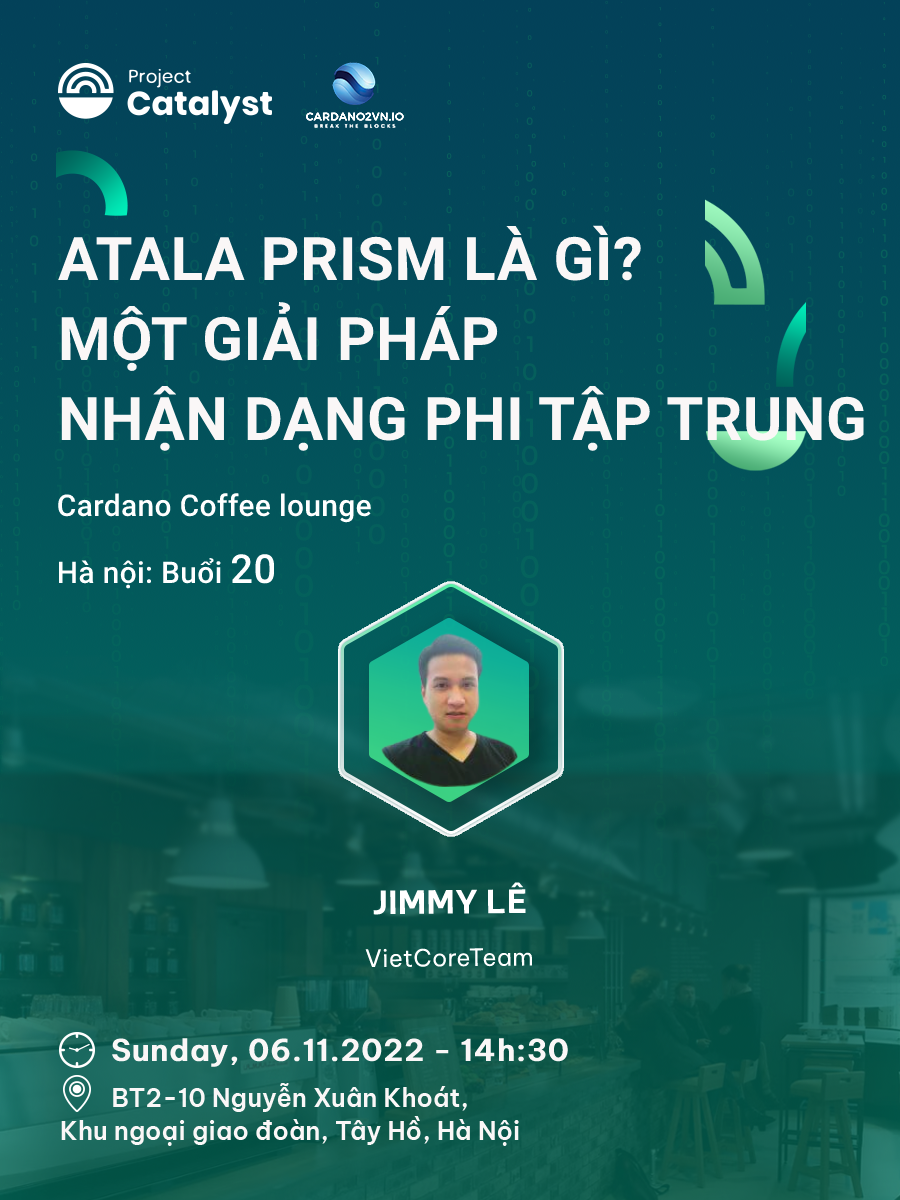 Project
Catalyst
CARDANO2VN.IO
BREAK THE BLOCKS
ATALA PRISM LÀ GÌ?
MỘT GIẢI PHÁP
NHẬN DẠNG PHI TẬP TRUNG
Cardano Coffee lounge
Hà nội: Buổi 20
JIMMY LÊ
VietCoreTeam
Sunday, 06.11.2022 - 14h:30
BT2-10 Nguyễn Xuân Khoát,
Khu ngoại giao đoàn, Tây Hồ, Hà Nội